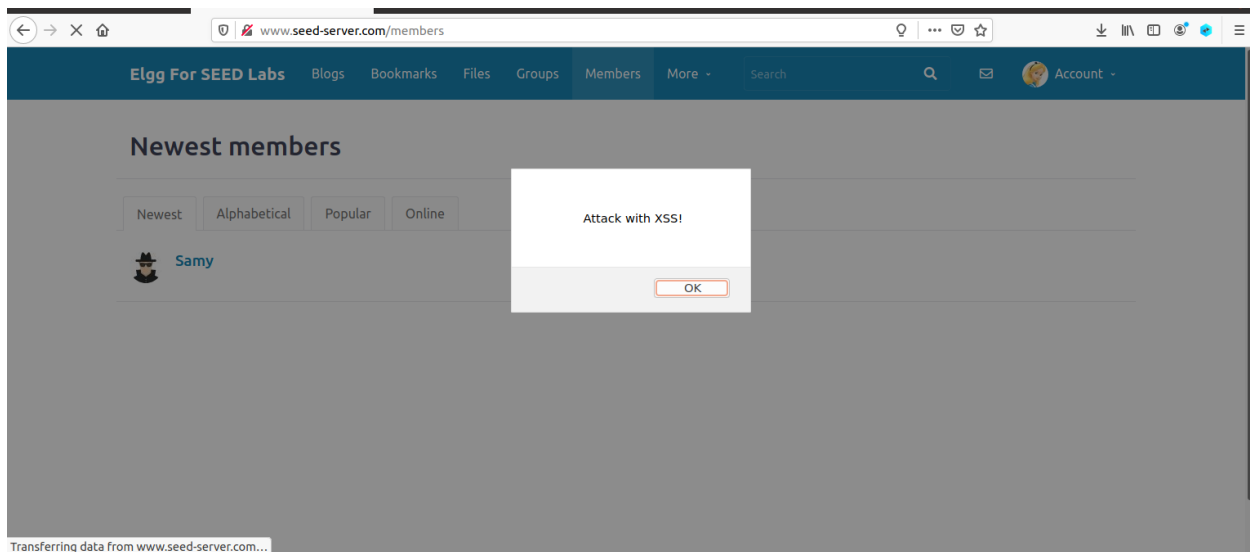 www.seed-server.com/members
Elgg For SEED Labs Blogs Bookmarks Files Groups Members More Search Account
Newest members
Newest Alphabetical Popular Online
Attack with XSS!
Samy
OK
Transferring data from www.seed-server.com...